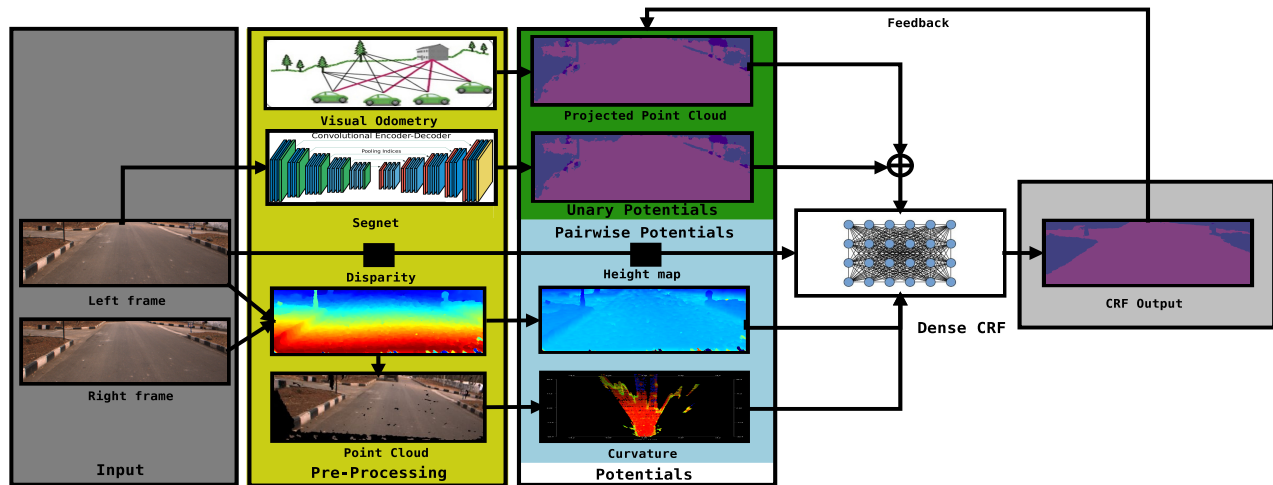 Feedback
Visual Odometry
Convolutional Encoder-Decoder
Pooling Indices
Segnet
Projected Point Cloud
Unary Potentials
Pairwise Potentials
Left frame
Right frame
Input
Disparity
Point Cloud
Pre-Processing
Height map
Curvature
Potentials
Dense CRF
CRF Output